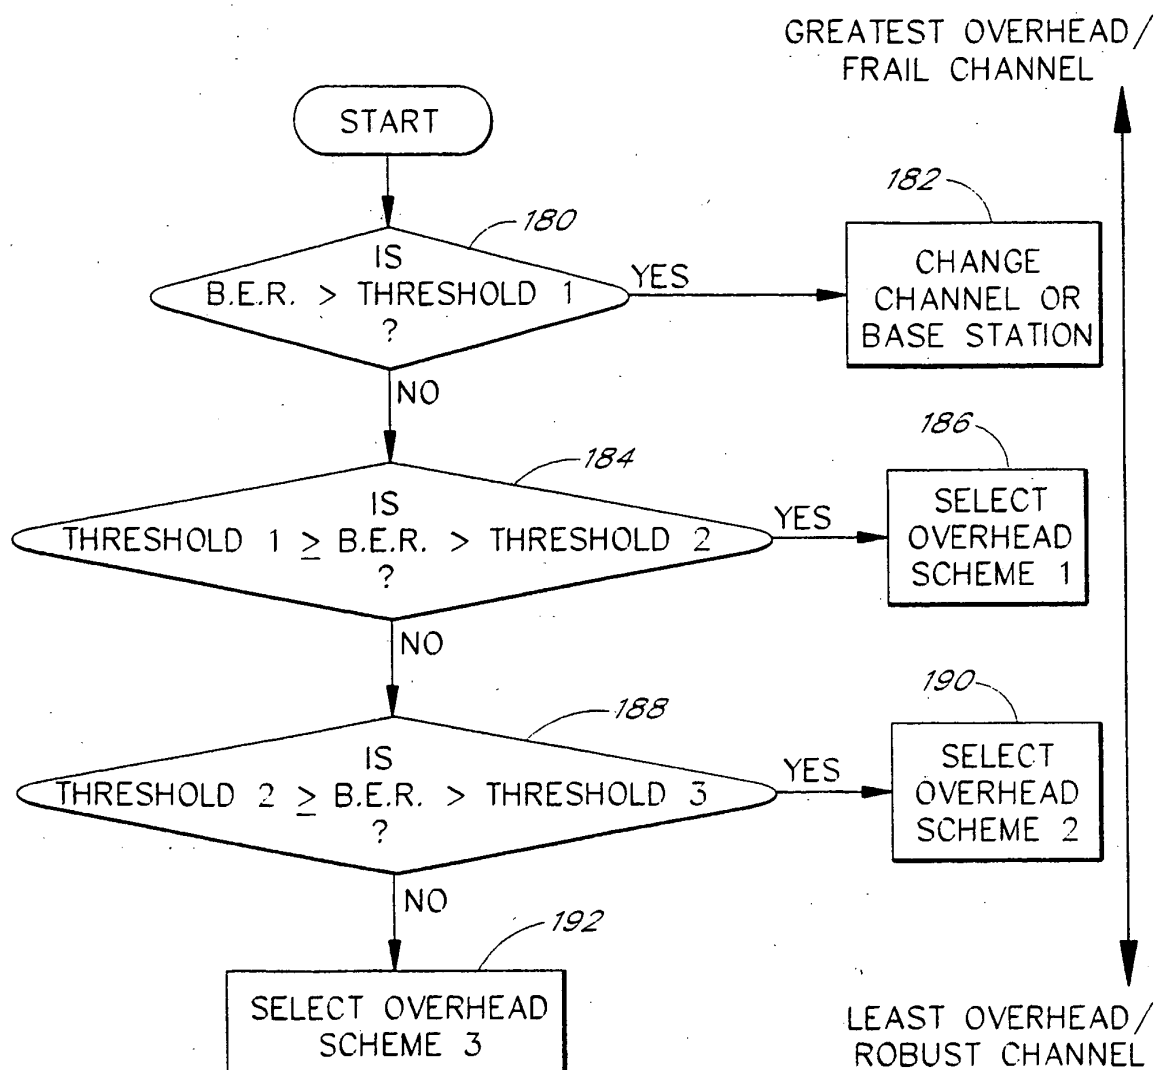 GREATEST OVERHEAD/
FRAIL CHANNEL
START
180
IS
B.E.R. > THRESHOLD 1
?
YES
182
CHANGE
CHANNEL OR
BASE STATION
NO
184
IS
THRESHOLD 1 ≥ B.E.R. > THRESHOLD 2
?
YES
186
SELECT
OVERHEAD
SCHEME 1
NO
188
IS
THRESHOLD 2 ≥ B.E.R. > THRESHOLD 3
?
YES
190
SELECT
OVERHEAD
SCHEME 2
NO
192
SELECT OVERHEAD
SCHEME 3
LEAST OVERHEAD/
ROBUST CHANNEL